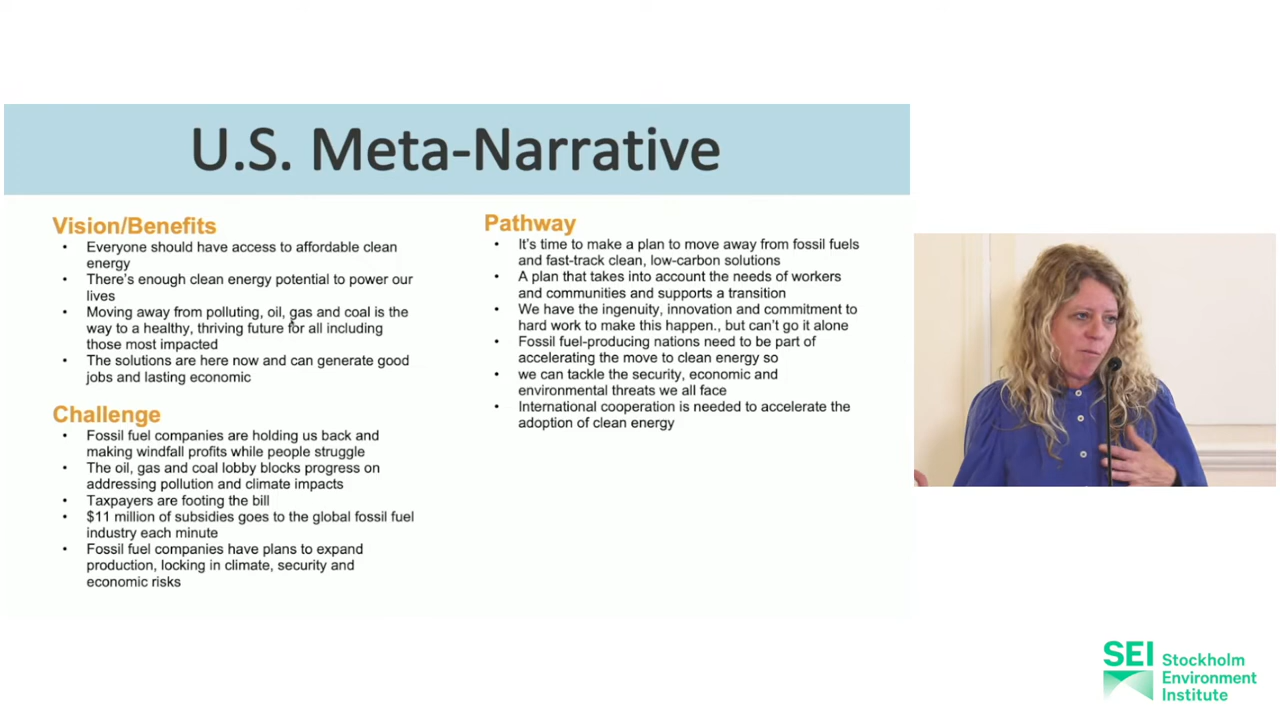 U.S. Meta-Narrative
Vision/Benefits
• Everyone should have access to affordable clean
energy
• There's enough clean energy potential to power our
lives
• Moving away from polluting, oil, gas and coal is the
way to a healthy, thriving future for all including
those most impacted
• The solutions are here now and can generate good
jobs and lasting economic
Challenge
• Fossil fuel companies are holding us back and
making windfall profits while people struggle
• The oil, gas and coal lobby blocks progress on
addressing pollution and climate impacts
• Taxpayers are footing the bill
• $11 million of subsidies goes to the global fossil fuel
industry each minute
• Fossil fuel companies have plans to expand
production, locking in climate, security and
economic risks
Pathway
• It's time to make a plan to move away from fossil fuels
and fast-track clean, low-carbon solutions
• A plan that takes into account the needs of workers
and communities and supports a transition
• We have the ingenuity, innovation and commitment to
hard work to make this happen., but can't go it alone
• Fossil fuel-producing nations need to be part of
accelerating the move to clean energy so
• we can tackle the security, economic and
environmental threats we all face
• International cooperation is needed to accelerate the
adoption of clean energy
SEI
Stockholm
Environment
Institute